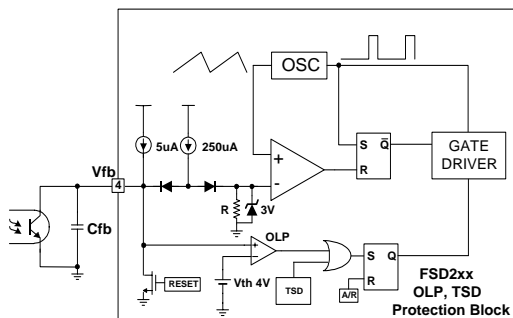 OSC
5uA
250uA
Vfb
4
+
-
S
Q̅
R
GATE
DRIVER
Cfb
R
3V
OLP
+
-
Vth 4V
RESET
TSD
S
Q
R
A/R
FSD2xx
OLP, TSD
Protection Block